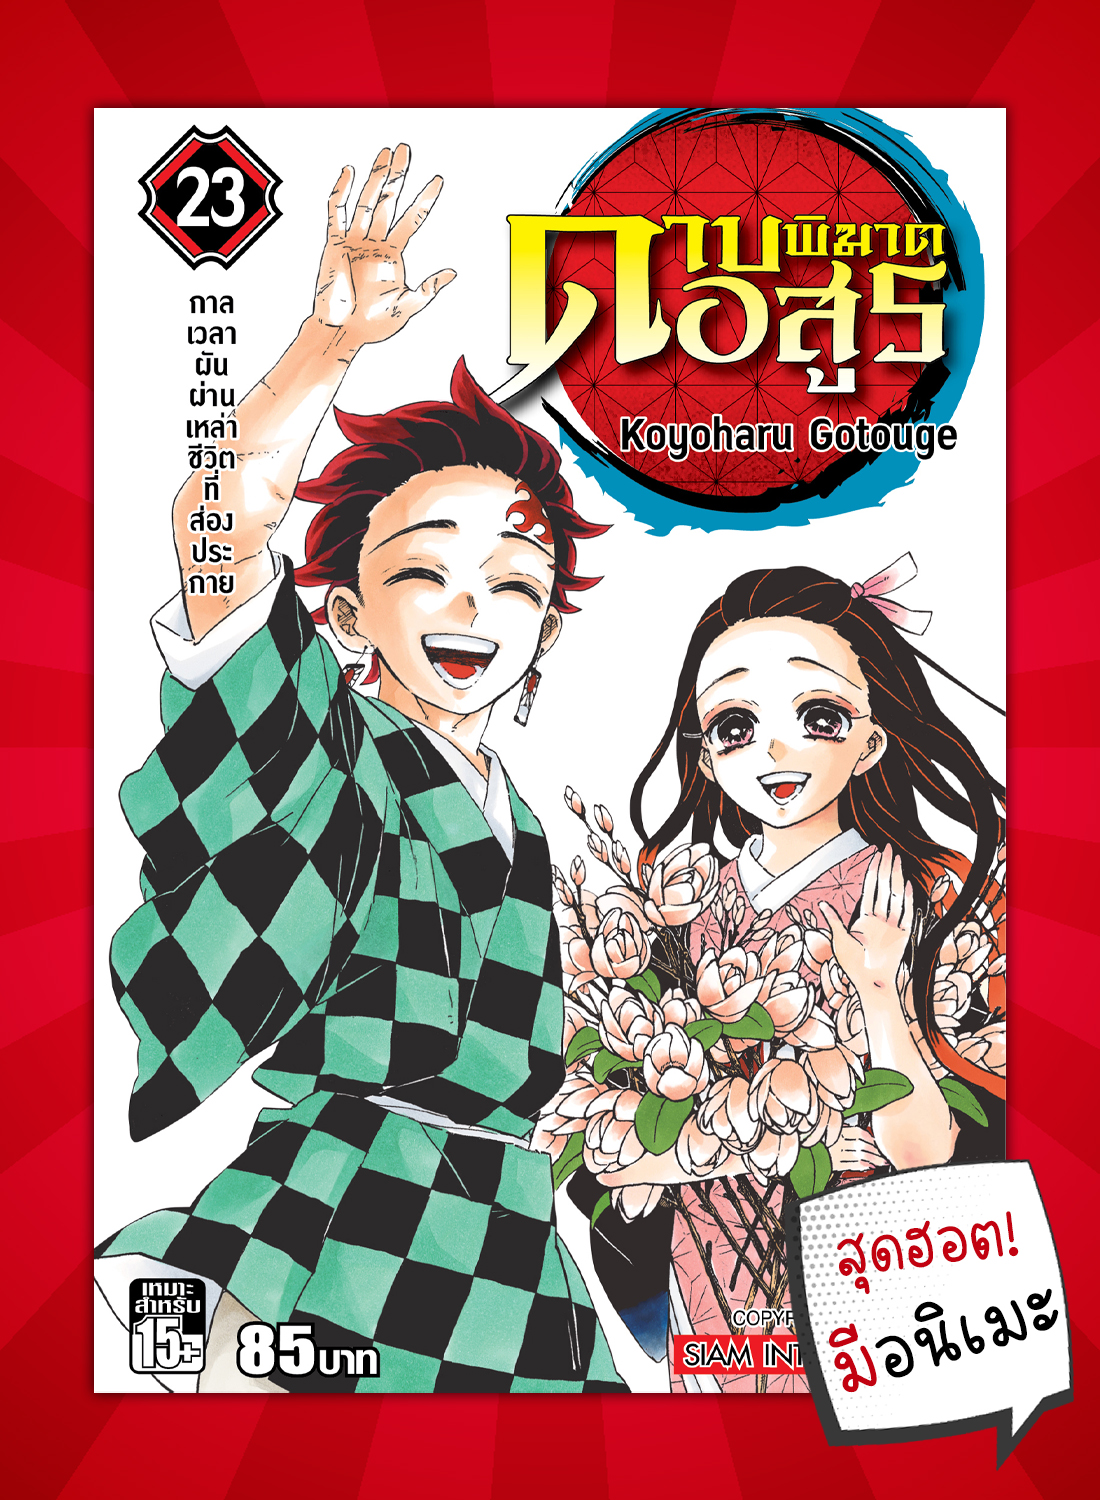 23
กาล
เวลา
ผัน
ผ่าน
เหล่า
ชีวิต
ที่
ส่อง
ประ
กาย
ดาบพิฆาต
อสูร
Koyoharu Gotouge
เหมาะ
สำหรับ
15+
85บาท
SIAM
สุดฮอต!
มีอนิเมะ